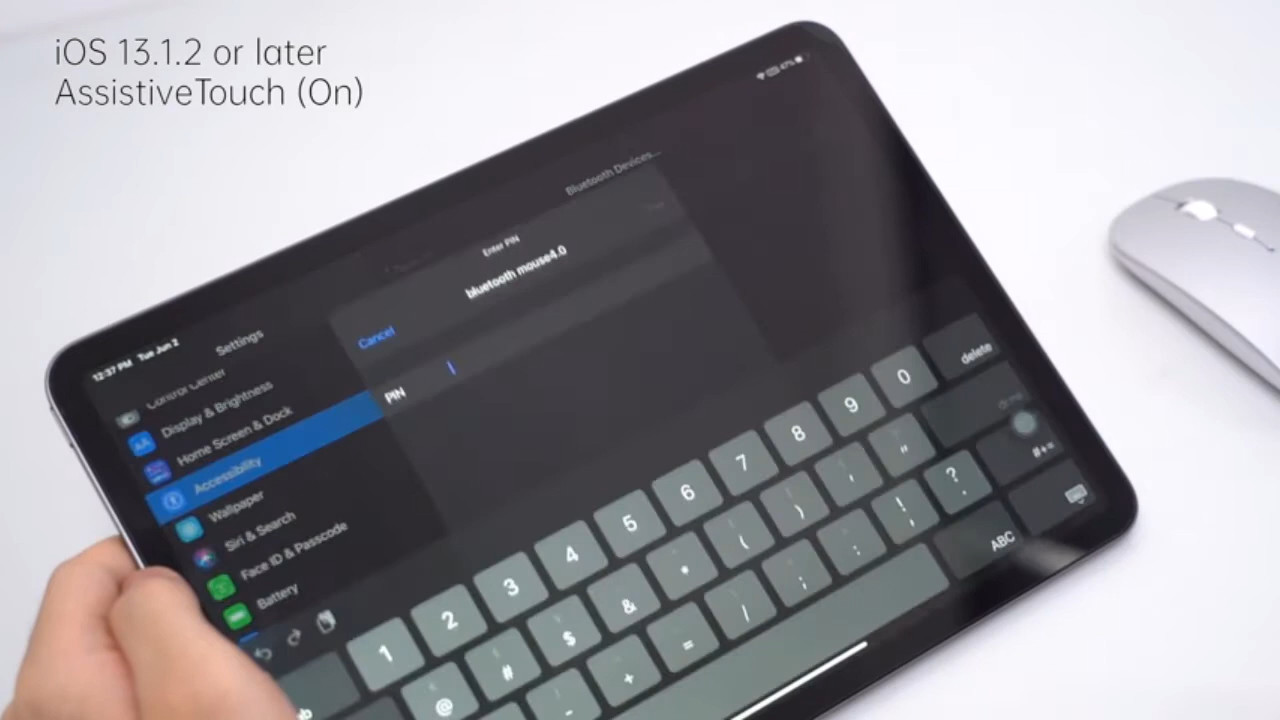 iOS 13.1.2 or later
AssistiveTouch (On)
12:37 PM Tue Jun 2
Bluetooth Devices...
Enter PIN
bluetooth mouse4.0
Cancel
PIN
Settings
Control Center
Display & Brightness
Home Screen & Dock
Accessibility
Wallpaper
Siri & Search
Face ID & Passcode
Battery
1 2 3 4 5 6 7 8 9 0 delete
@ # $ & * ( ) ' "
- + = / ; : ! ? #+=
ABC